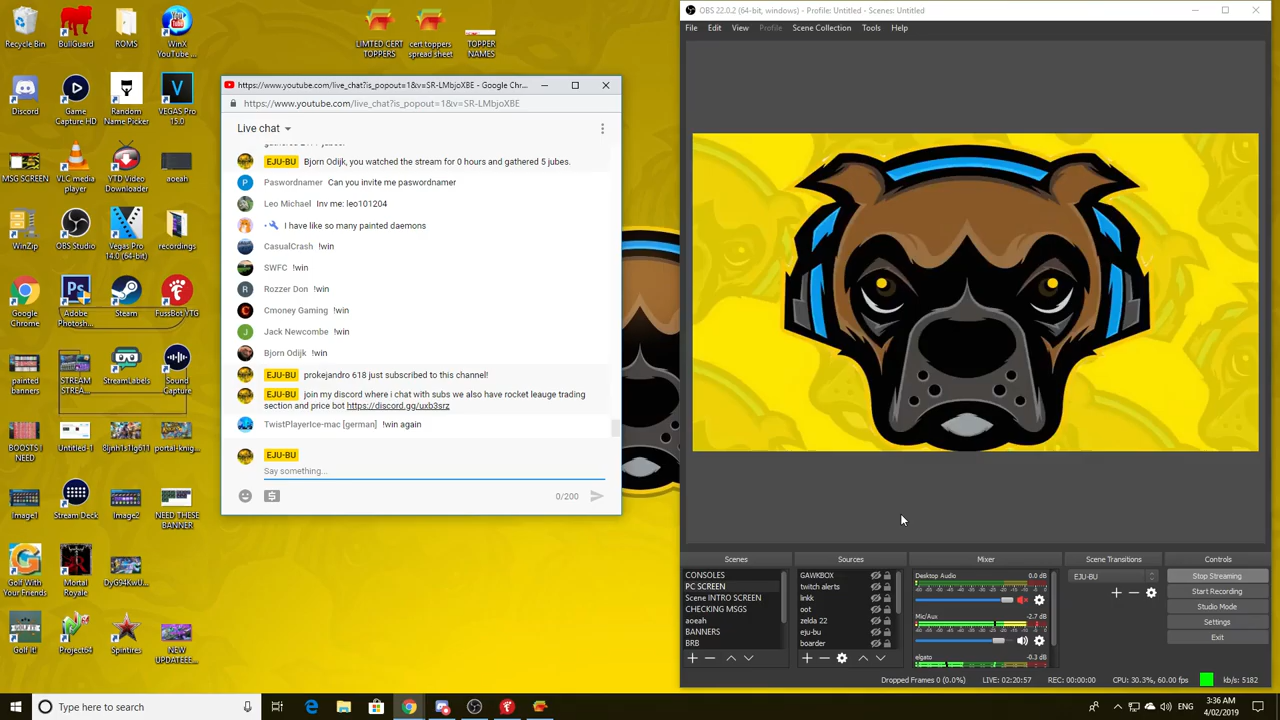 Recycle Bin
BullGuard
ROMS
WinX
YouTube ...
LIMTED CERT
TOPPERS
cert toppers
spread sheet
TOPPER
NAMES
Discord
Game
Capture HD
Random
Name Picker
VEGAS Pro
15.0
MSG SCREEN
VLC media
player
YTD Video
Downloader
aoeah
WinZip
OBS Studio
Vegas Pro
14.0 (64-bit)
recordings
Google
Chrome
Adobe
Photosh...
Steam
FussBot:YTG
painted
banners
STREAM
STREA...
StreamLabels
Sound
Capture
BOOSTS I
NEED
Untitled-1
portal-knig...
Image1
Stream Deck
Image2
NEED THESE
BANNER
Golf With
Your Friends
Mortal
Royale
DyG94KwU...
Golf It!
Project64
Spintires
NEW
UPDATEEE...
https://www.youtube.com/live_chat?is_popout=1&v=SR-LMbjoXBE - Google Chr...
https://www.youtube.com/live_chat?is_popout=1&v=SR-LMbjoXBE
Live chat
EJU-BU Bjorn Odijk, you watched the stream for 0 hours and gathered 5 jubes.
Paswordnamer Can you invite me paswordnamer
Leo Michael Inv me: leo101204
I have like so many painted daemons
CasualCrash !win
SWFC !win
Rozzer Don !win
Cmoney Gaming !win
Jack Newcombe !win
Bjorn Odijk !win
EJU-BU prokejandro 618 just subscribed to this channel!
EJU-BU join my discord where i chat with subs we also have rocket leauge trading
section and price bot https://discord.gg/uxb3srz
TwistPlayerIce-mac [german] !win again
EJU-BU
Say something...
0/200
OBS 22.0.2 (64-bit, windows) - Profile: Untitled - Scenes: Untitled
File Edit View Profile Scene Collection Tools Help
Scenes
CONSOLES
PC SCREEN
Scene INTRO SCREEN
CHECKING MSGS
aoeah
BANNERS
BRB
Sources
GAWKBOX
twitch alerts
linkk
oot
zelda 22
eju-bu
boarder
Mixer
Desktop Audio 0.0 dB
Mic/Aux -2.7 dB
elgato -0.3 dB
Scene Transitions
EJU-BU
Controls
Stop Streaming
Start Recording
Studio Mode
Settings
Exit
Dropped Frames 0 (0.0%) LIVE: 02:20:57 REC: 00:00:00 CPU: 30.3%, 60.00 fps kb/s: 5182
Type here to search
ENG
3:36 AM
4/02/2019